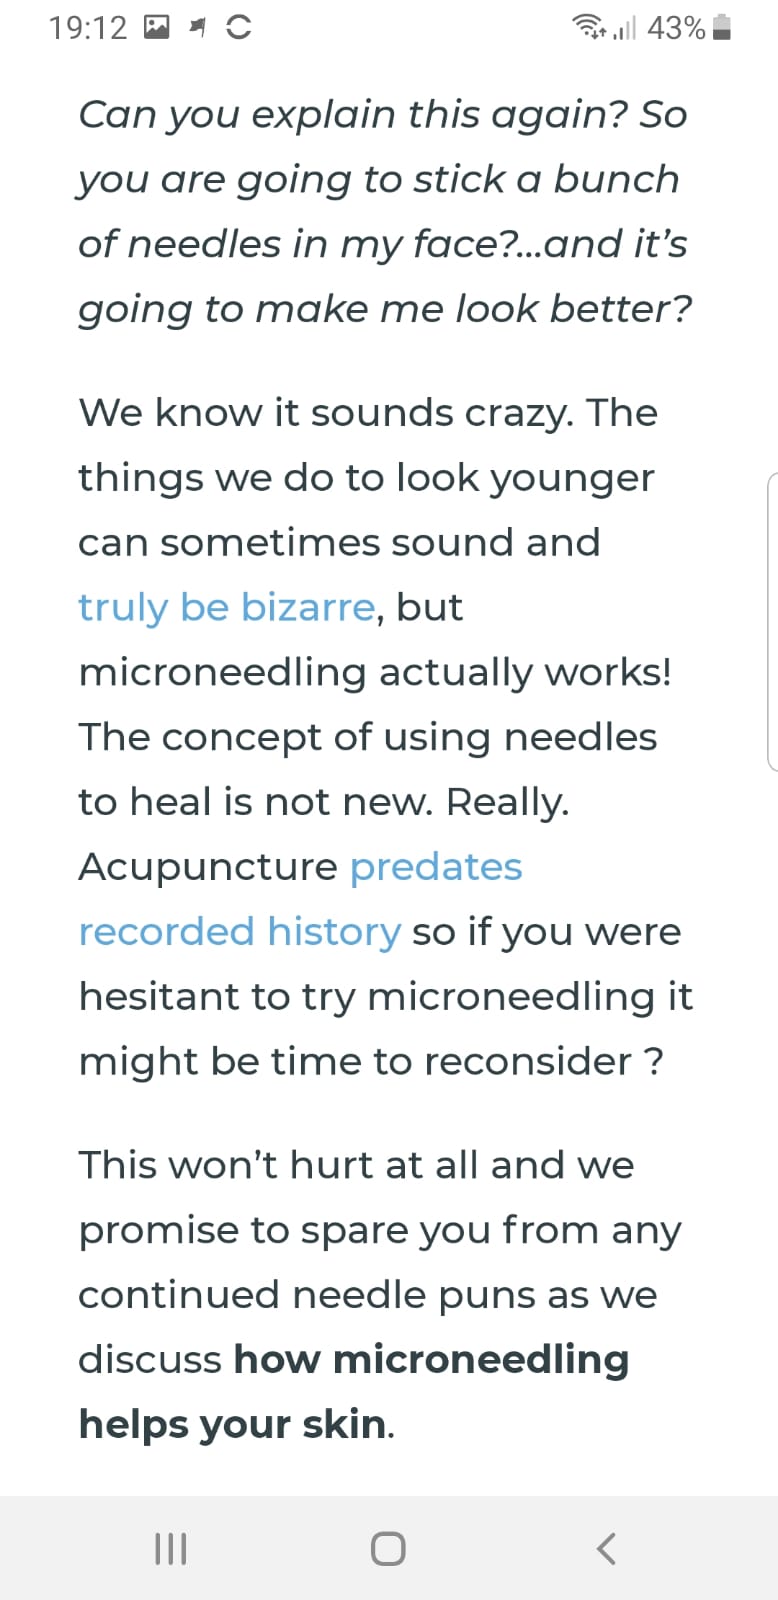 19:12
43%
Can you explain this again? So
you are going to stick a bunch
of needles in my face?...and it's
going to make me look better?
We know it sounds crazy. The
things we do to look younger
can sometimes sound and
truly be bizarre, but
microneedling actually works!
The concept of using needles
to heal is not new. Really.
Acupuncture predates
recorded history so if you were
hesitant to try microneedling it
might be time to reconsider ?
This won't hurt at all and we
promise to spare you from any
continued needle puns as we
discuss how microneedling
helps your skin.